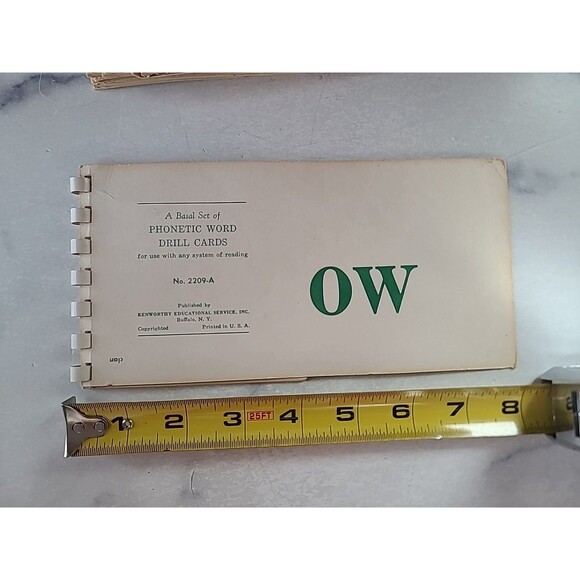 A Basal Set of
PHONETIC WORD
DRILL CARDS
for use with any system of reading
No. 2209-A
Published by
KENWORTHY EDUCATIONAL SERVICE, INC.
Buffalo, N. Y.
Copyrighted Printed in U. S. A.
OW
clan
1 2 3 25FT 4 5 6 7 8